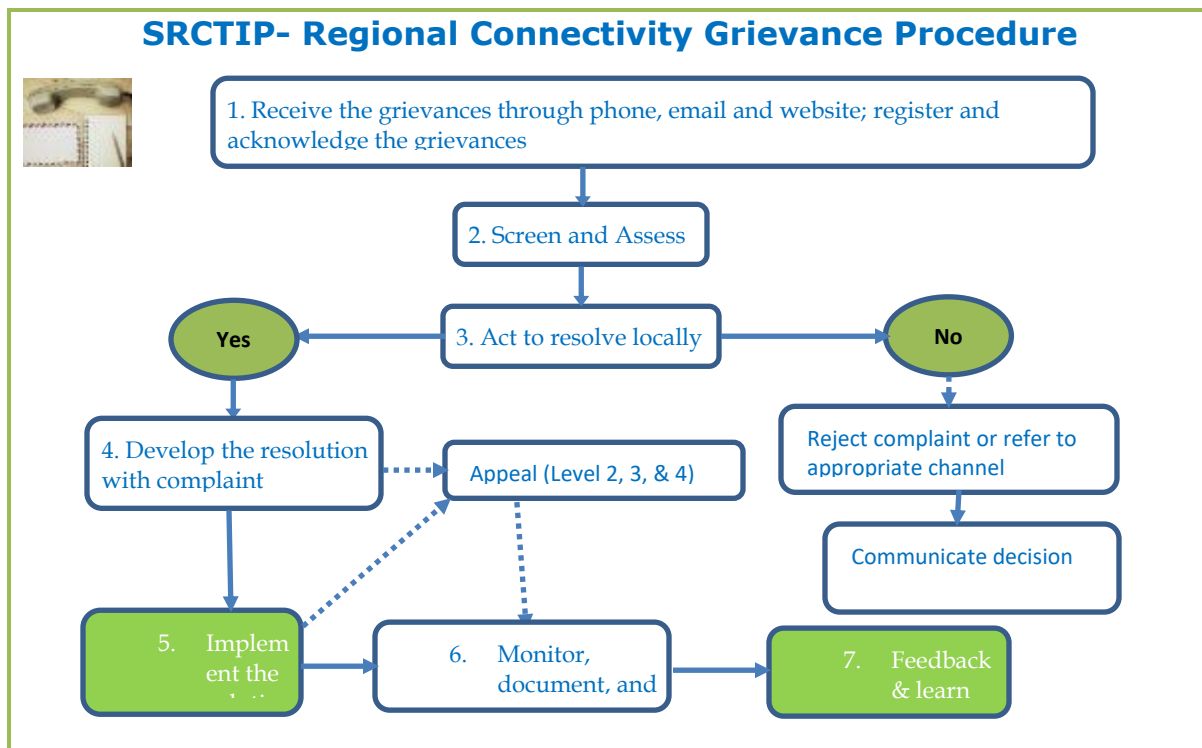 SRCTIP- Regional Connectivity Grievance Procedure
1. Receive the grievances through phone, email and website; register and
acknowledge the grievances
2. Screen and Assess
Yes
3. Act to resolve locally
No
4. Develop the resolution
with complaint
Appeal (Level 2, 3, & 4)
Reject complaint or refer to
appropriate channel
Communicate decision
5. Implem
ent the
6. Monitor,
document, and
7. Feedback
& learn